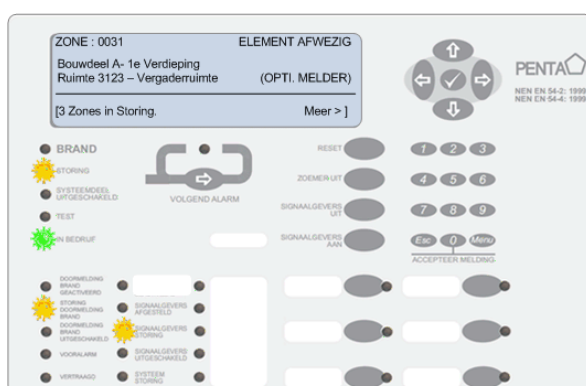 ZONE : 0031 ELEMENT AFWEZIG
Bouwdeel A- 1e Verdieping
Ruimte 3123 – Vergaderruimte (OPTI. MELDER)
[3 Zones in Storing. Meer > ]
PENTA
NEN EN 54-2: 1999
NEN EN 54-4: 1999
BRAND
STORING
SYSTEEMDEEL
UITGESCHAKELD
TEST
IN BEDRIJF
VOLGEND ALARM
RESET
ZOEMER UIT
SIGNAALGEVERS
UIT
SIGNAALGEVERS
AAN
1 2 3
4 5 6
7 8 9
Esc 0 Menu
ACCEPTEER MELDING
DOORMELDING
BRAND
GEACTIVEERD
STORING
DOORMELDING
BRAND
DOORMELDING
BRAND
UITGESCHAKELD
VOORALARM
VERTRAAGD
SIGNAALGEVERS
AFGESTELD
SIGNAALGEVERS
STORING
SIGNAALGEVERS
UITGESCHAKELD
SYSTEEM
STORING